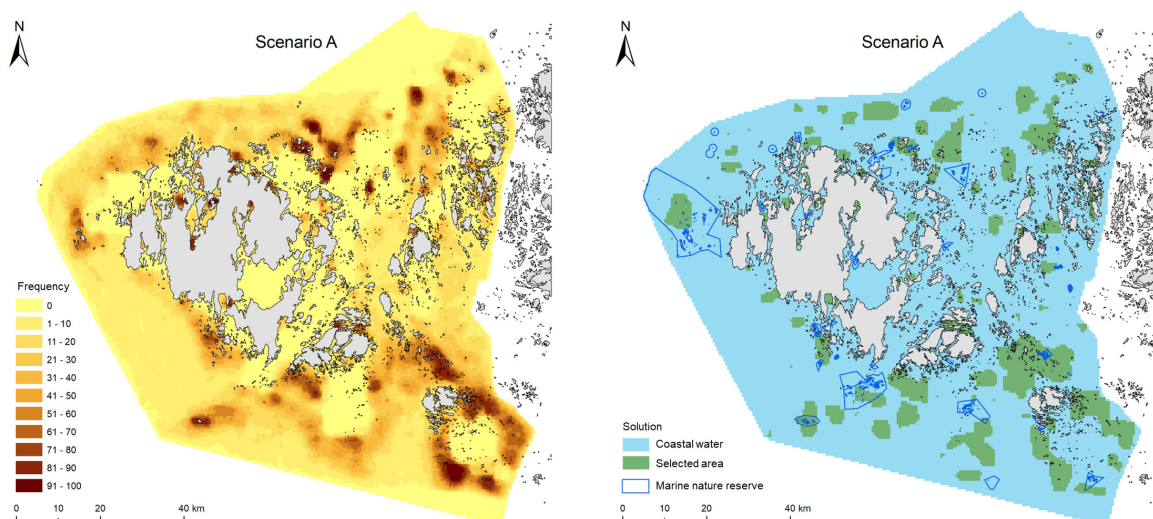 N
Scenario A
Frequency
0
1 - 10
11 - 20
21 - 30
31 - 40
41 - 50
51 - 60
61 - 70
71 - 80
81 - 90
91 - 100
0 20 40 km
N
Scenario A
Solution
Coastal water
Selected area
Marine nature reserve
0 20 40 km